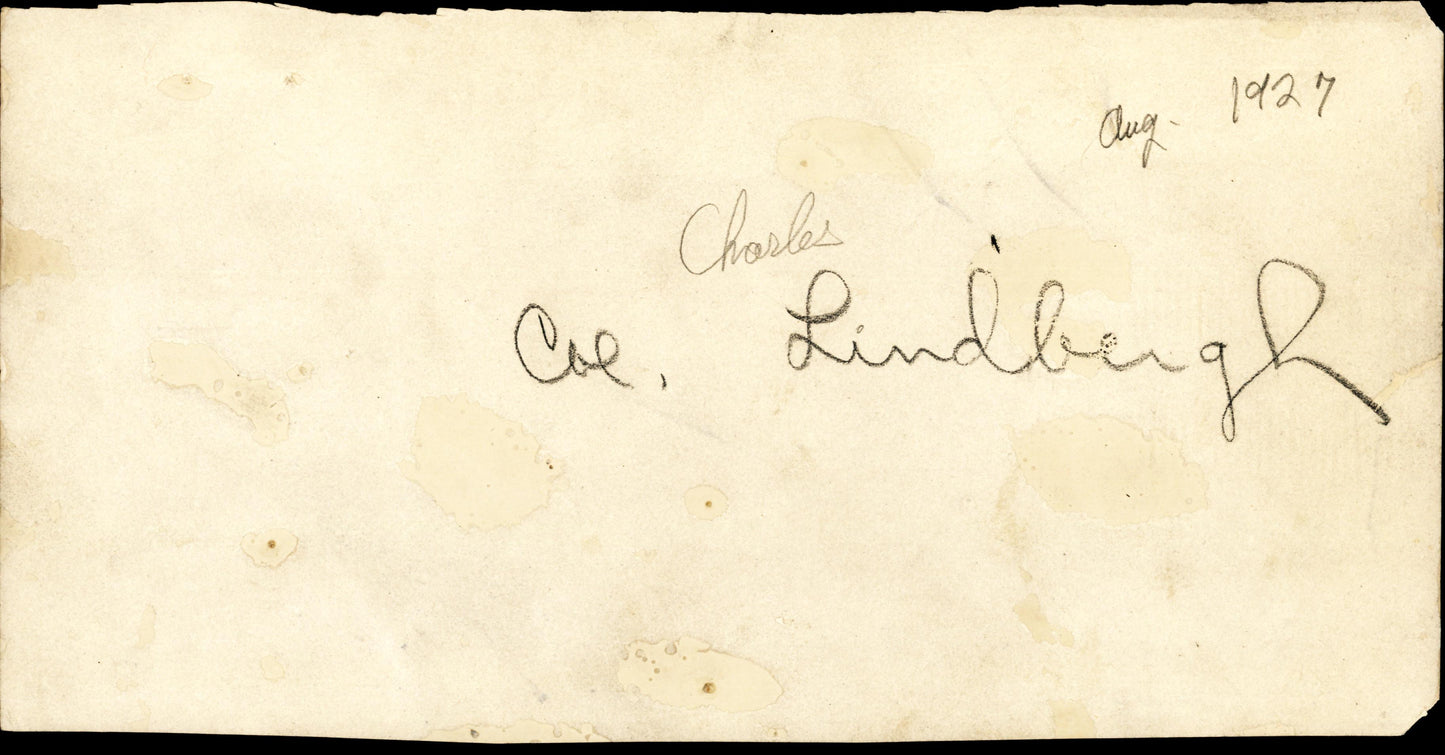 Aug. 1927
Charles
Col. Lindbergh